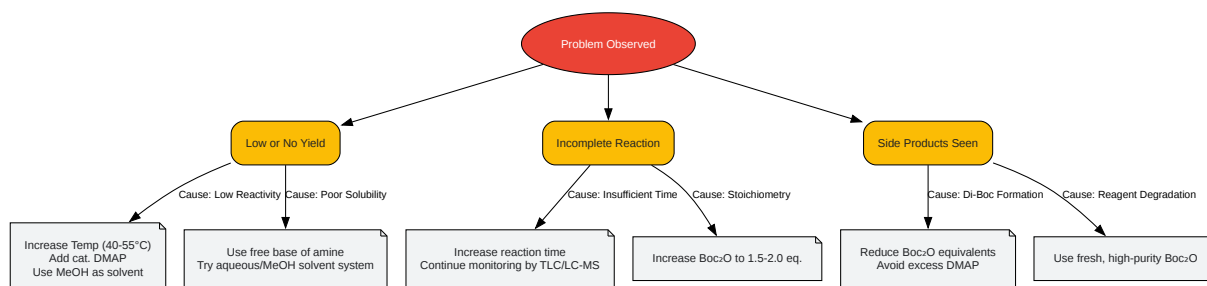 Problem Observed
Low or No Yield
Incomplete Reaction
Side Products Seen
Cause: Low Reactivity
Cause: Poor Solubility
Cause: Insufficient Time
Cause: Stoichiometry
Cause: Di-Boc Formation
Cause: Reagent Degradation
Increase Temp (40-55°C)
Add cat. DMAP
Use MeOH as solvent
Use free base of amine
Try aqueous/MeOH solvent system
Increase reaction time
Continue monitoring by TLC/LC-MS
Increase Boc₂O to 1.5-2.0 eq.
Reduce Boc₂O equivalents
Avoid excess DMAP
Use fresh, high-purity Boc₂O